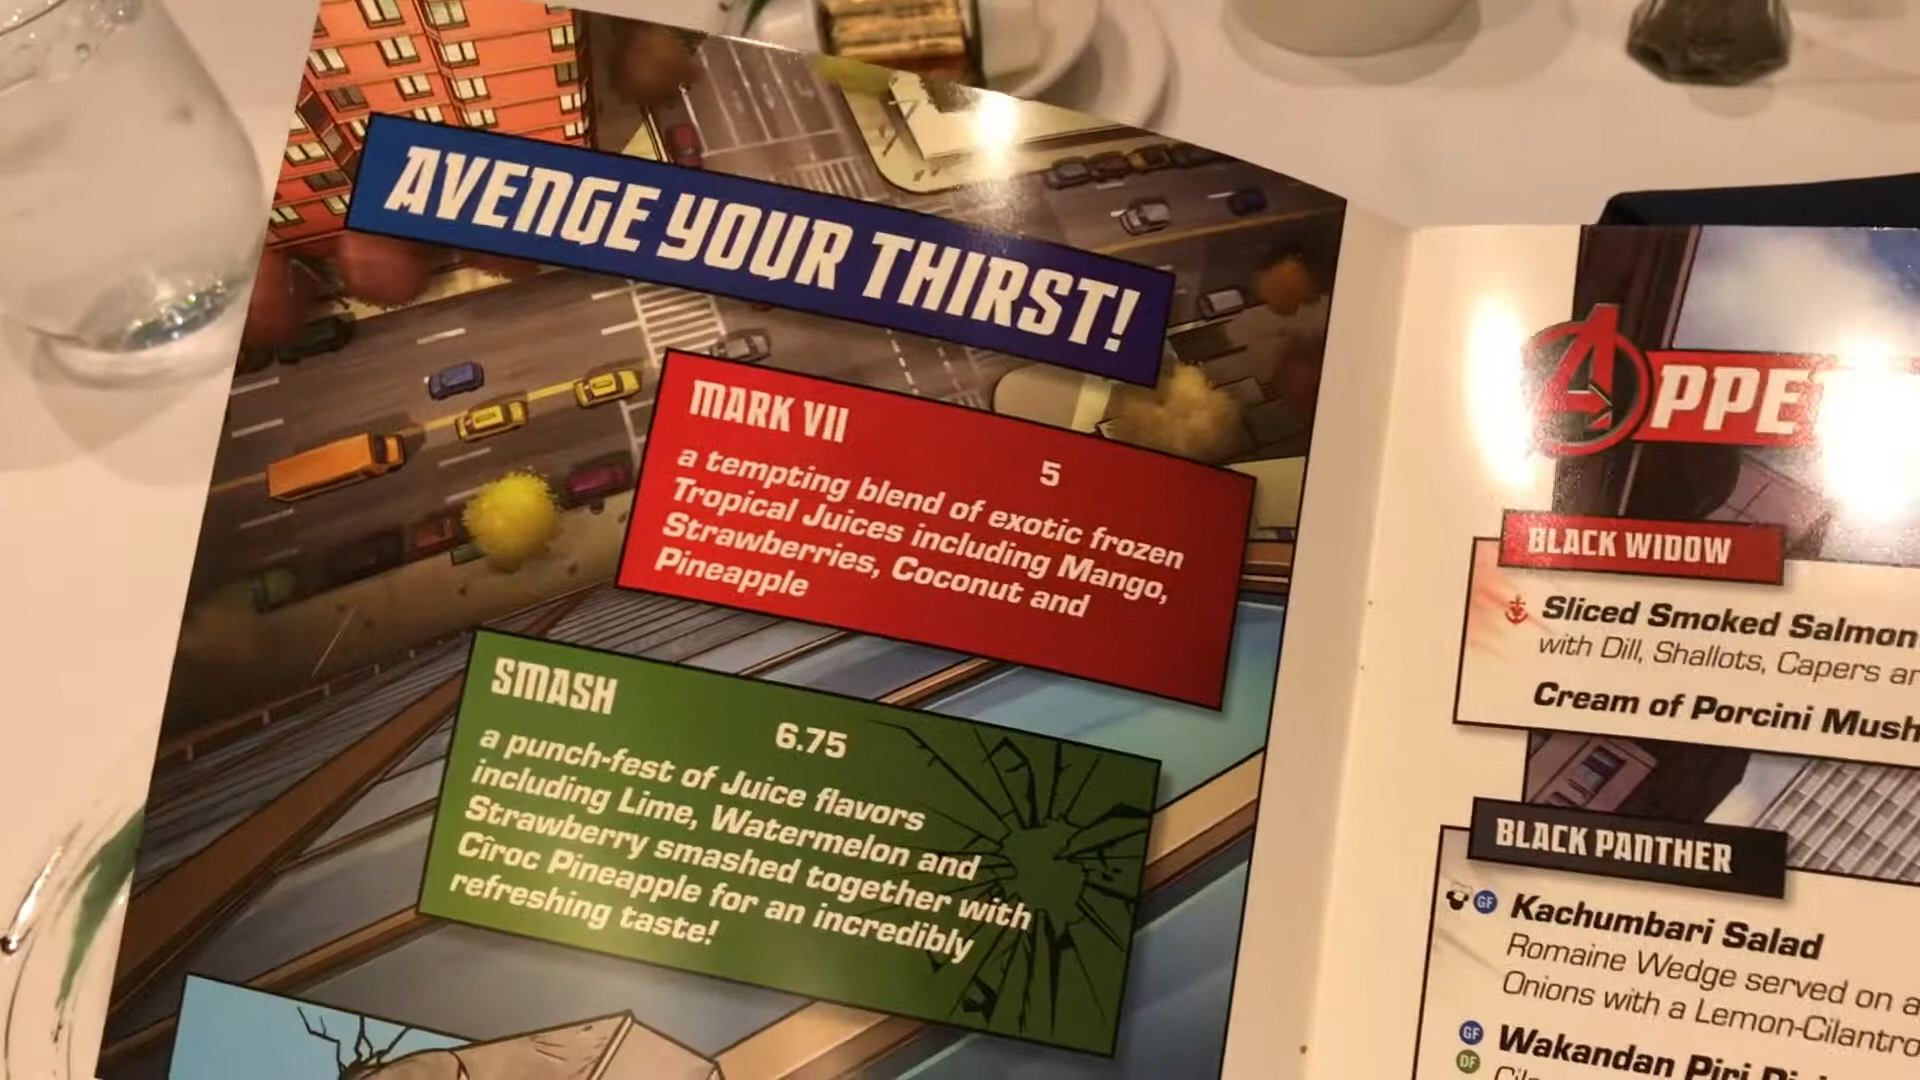 AVENGE YOUR THIRST!
MARK VII
5
a tempting blend of exotic frozen
Tropical Juices including Mango,
Strawberries, Coconut and
Pineapple
SMASH
6.75
a punch-fest of Juice flavors
including Lime, Watermelon and
Strawberry smashed together with
Cîroc Pineapple for an incredibly
refreshing taste!
BLACK WIDOW
Sliced Smoked Salmon
with Dill, Shallots, Capers
Cream of Porcini
BLACK PANTHER
GF
Kachumbari Salad
Romaine Wedge served on
Onions with a
GF
Wakandan Piri
DF